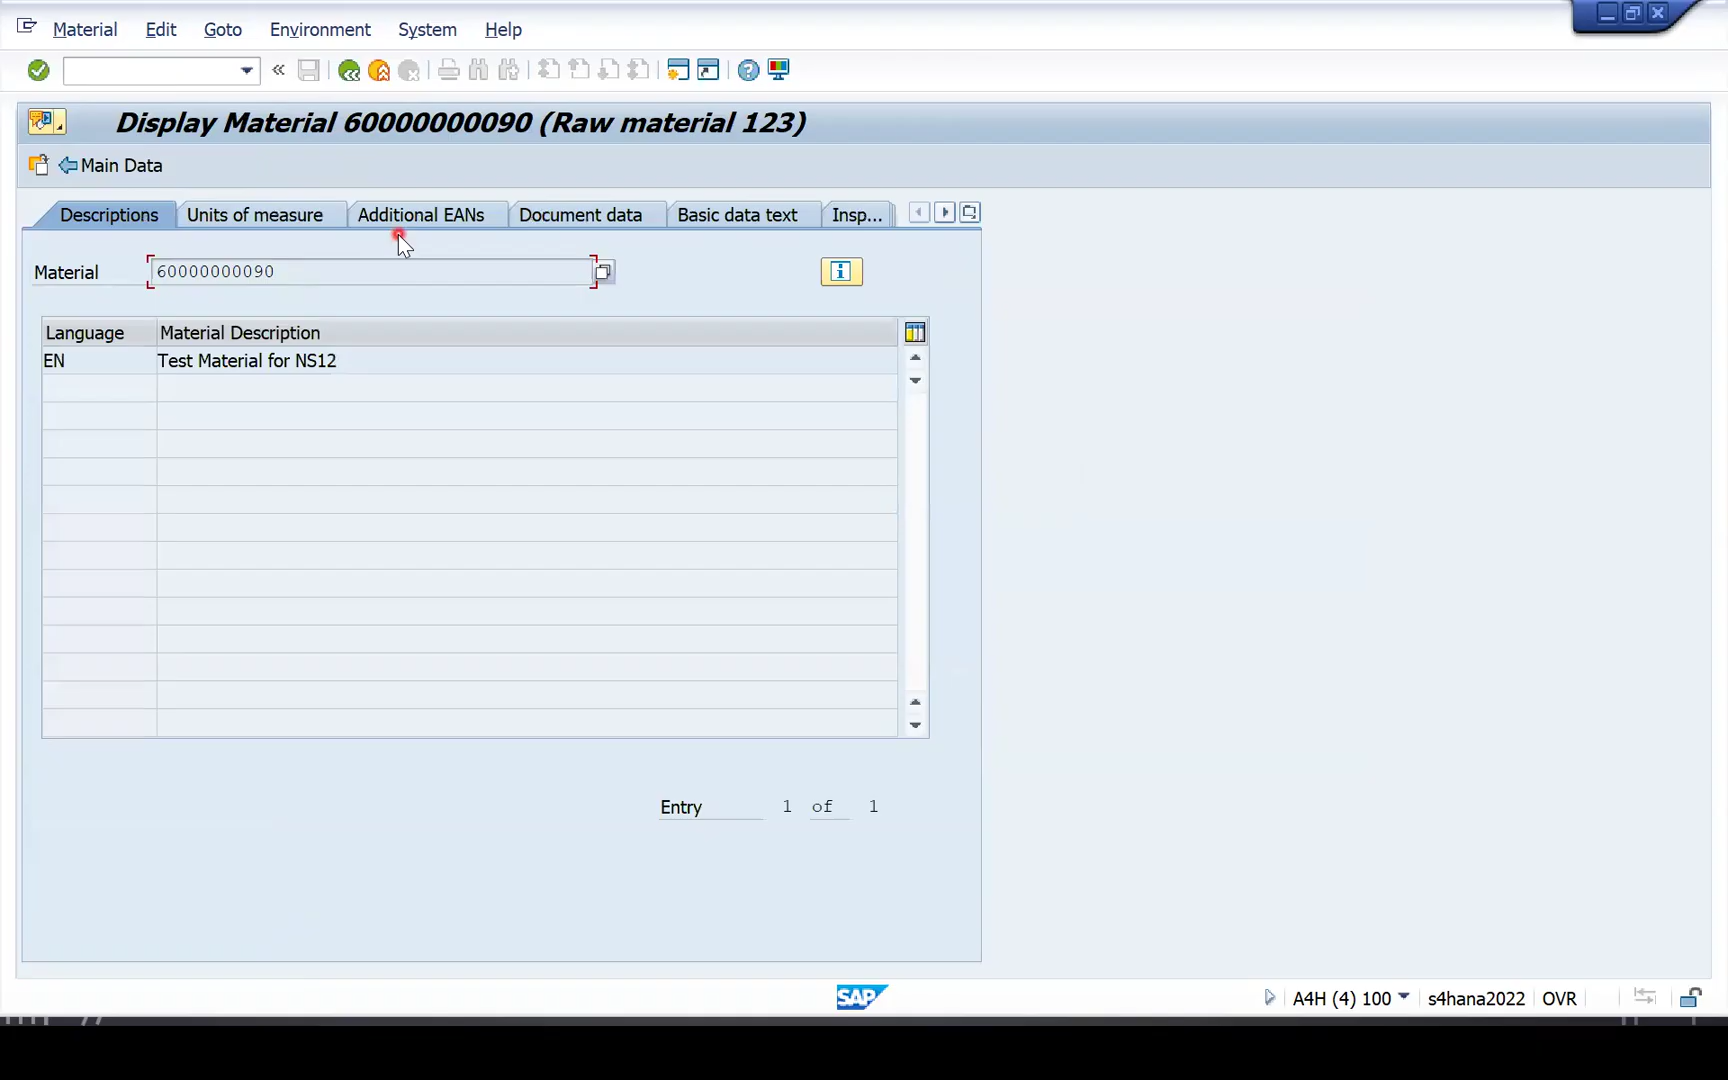 Material Edit Goto Environment System Help
Display Material 60000000090 (Raw material 123)
Main Data
Descriptions Units of measure Additional EANs Document data Basic data text Insp...
Material 60000000090
Language Material Description
EN Test Material for NS12
Entry 1 of 1
SAP A4H (4) 100 s4hana2022 OVR